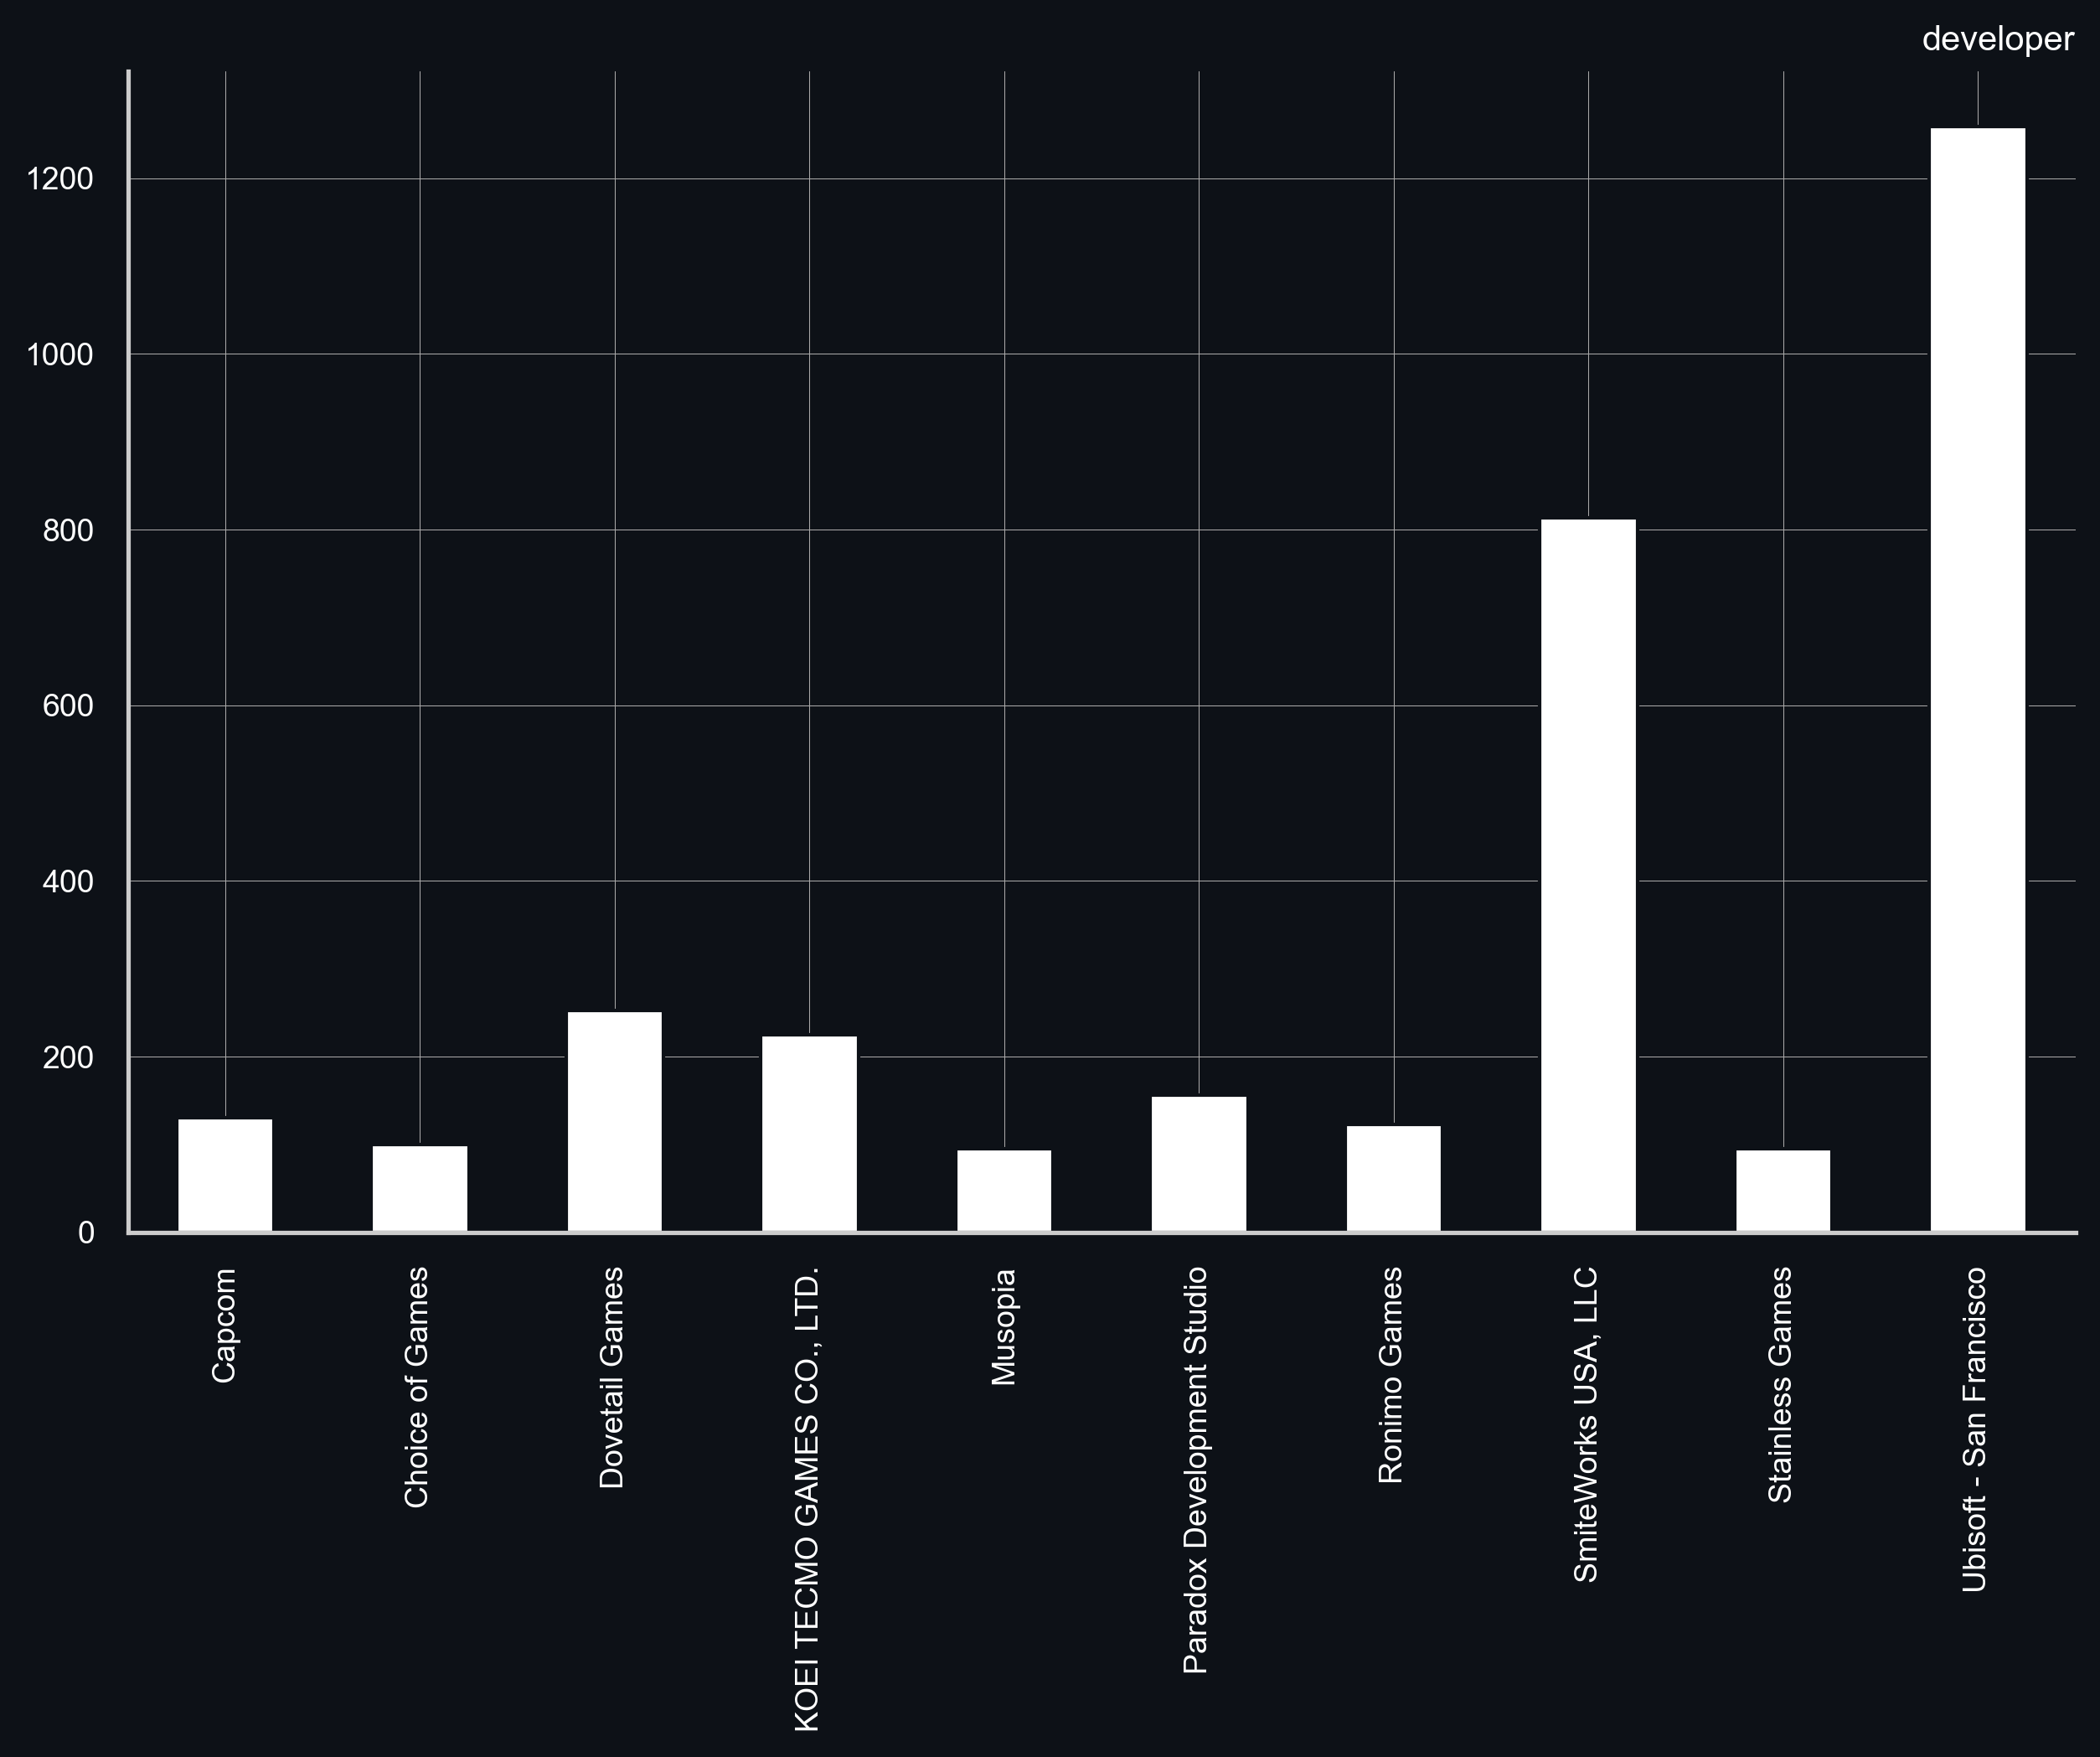 developer
1200
1000
800
600
400
200
0
Capcom
Choice of Games
Dovetail Games
KOEI TECMO GAMES CO., LTD.
Musopia
Paradox Development Studio
Ronimo Games
SmiteWorks USA, LLC
Stainless Games
Ubisoft - San Francisco